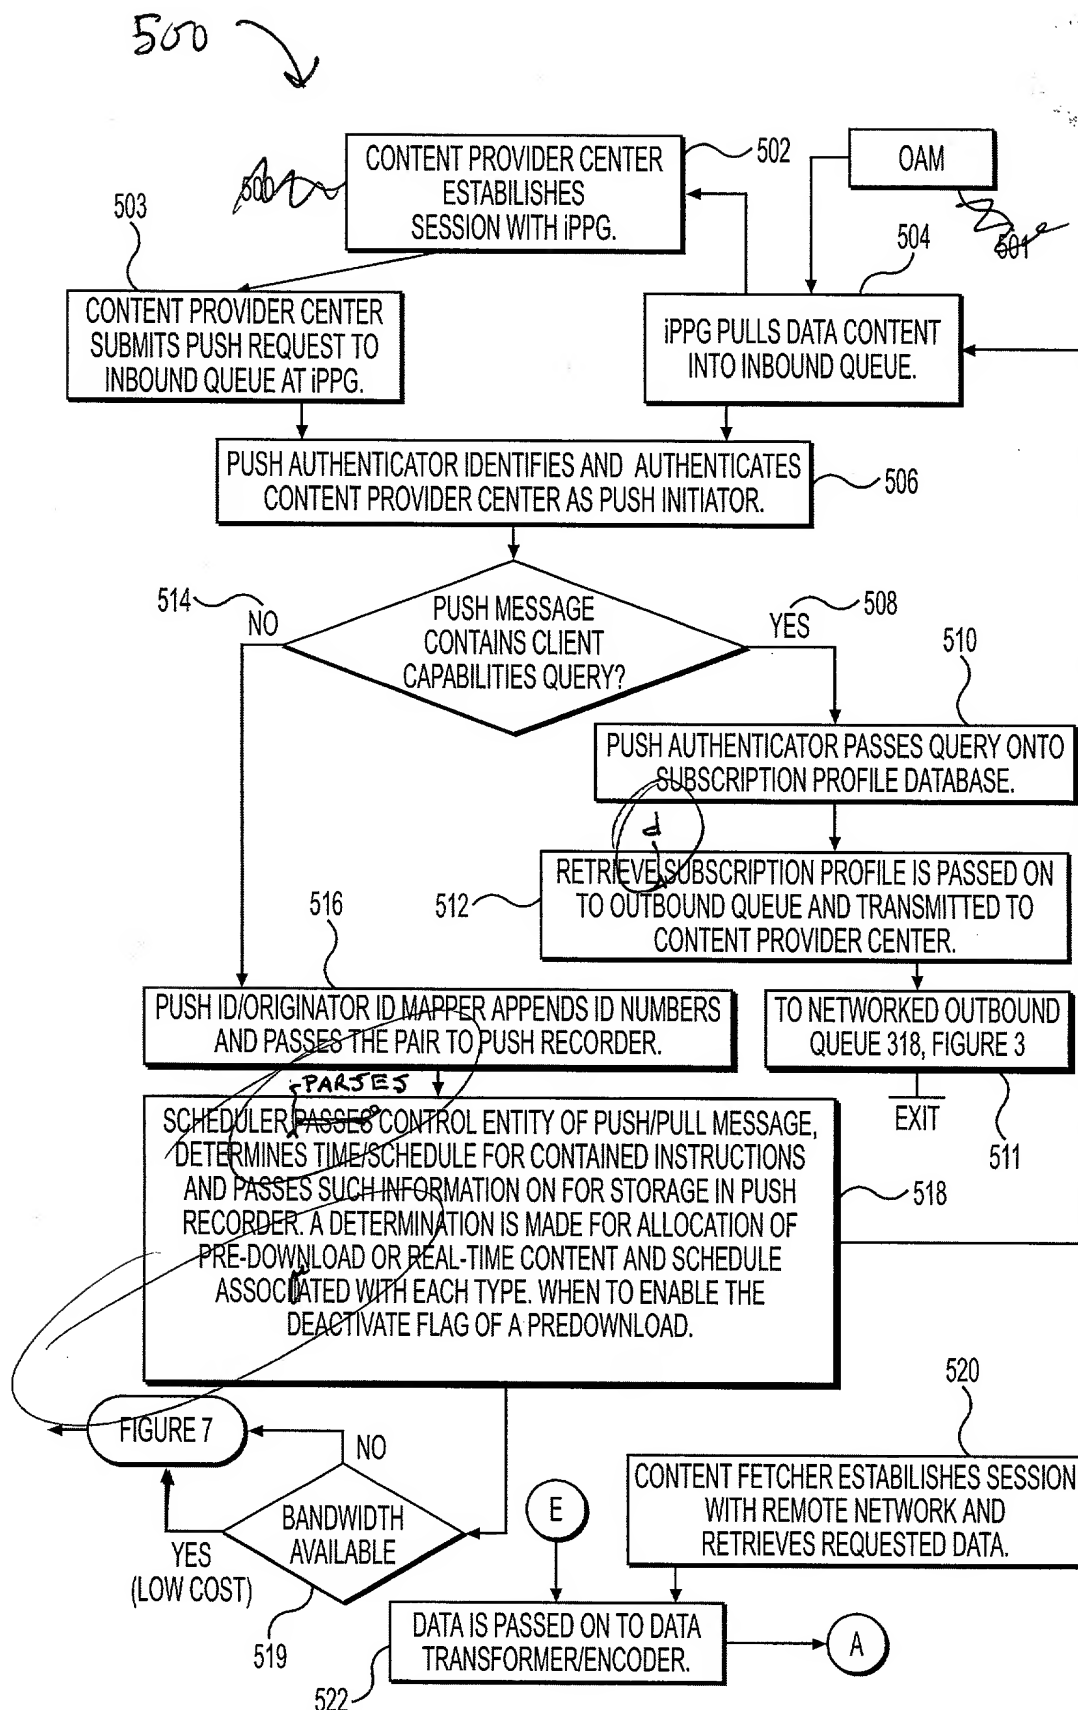 500
CONTENT PROVIDER CENTER
ESTABILISHES
SESSION WITH iPPG.
502
OAM
500
501
503
504
CONTENT PROVIDER CENTER
SUBMITS PUSH REQUEST TO
INBOUND QUEUE AT iPPG.
iPPG PULLS DATA CONTENT
INTO INBOUND QUEUE.
PUSH AUTHENTICATOR IDENTIFIES AND AUTHENTICATES
CONTENT PROVIDER CENTER AS PUSH INITIATOR.
506
514
NO
PUSH MESSAGE
CONTAINS CLIENT
CAPABILITIES QUERY?
YES
508
510
PUSH AUTHENTICATOR PASSES QUERY ONTO
SUBSCRIPTION PROFILE DATABASE.
d
RETRIEVE SUBSCRIPTION PROFILE IS PASSED ON
TO OUTBOUND QUEUE AND TRANSMITTED TO
CONTENT PROVIDER CENTER.
512
516
PUSH ID/ORIGINATOR ID MAPPER APPENDS ID NUMBERS
AND PASSES THE PAIR TO PUSH RECORDER.
TO NETWORKED OUTBOUND
QUEUE 318, FIGURE 3
EXIT
511
PARSES
SCHEDULER PASSES CONTROL ENTITY OF PUSH/PULL MESSAGE,
DETERMINES TIME/SCHEDULE FOR CONTAINED INSTRUCTIONS
AND PASSES SUCH INFORMATION ON FOR STORAGE IN PUSH
RECORDER. A DETERMINATION IS MADE FOR ALLOCATION OF
PRE-DOWNLOAD OR REAL-TIME CONTENT AND SCHEDULE
ASSOCIATED WITH EACH TYPE. WHEN TO ENABLE THE
DEACTIVATE FLAG OF A PREDOWNLOAD.
518
FIGURE 7
NO
BANDWIDTH
AVAILABLE
YES
(LOW COST)
519
520
CONTENT FETCHER ESTABILISHES SESSION
WITH REMOTE NETWORK AND
RETRIEVES REQUESTED DATA.
E
DATA IS PASSED ON TO DATA
TRANSFORMER/ENCODER.
522
A